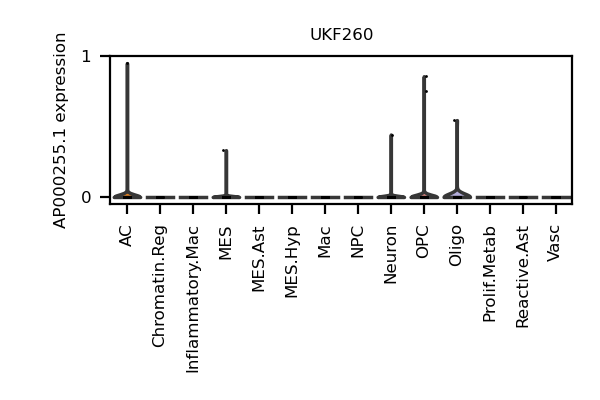 UKF260
AP000255.1 expression
1
0
AC
Chromatin.Reg
Inflammatory.Mac
MES
MES.Ast
MES.Hyp
Mac
NPC
Neuron
OPC
Oligo
Prolif.Metab
Reactive.Ast
Vasc